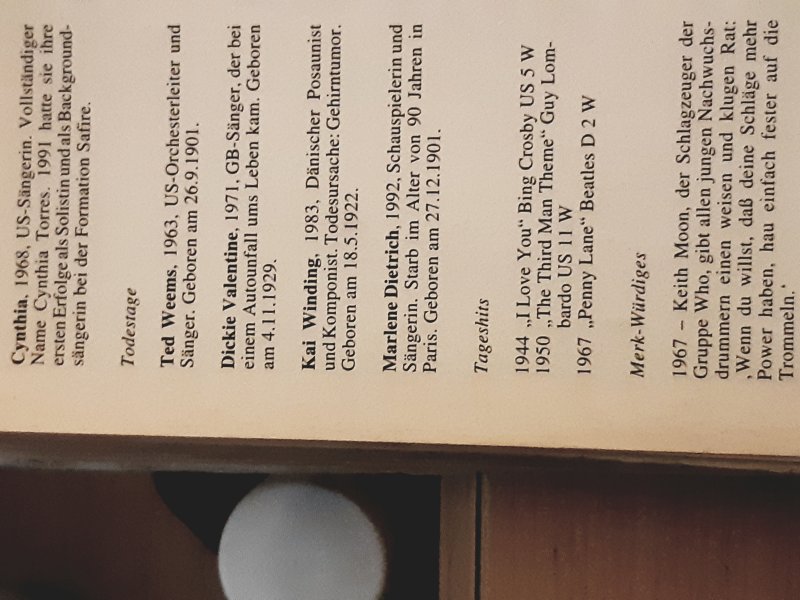 Cynthia, 1968, US-Sängerin. Vollständiger
Name Cynthia Torres. 1991 hatte sie ihre
ersten Erfolge als Solistin und als Background-
sängerin bei der Formation Safire.
Todestage
Ted Weems, 1963, US-Orchesterleiter und
Sänger. Geboren am 26.9.1901.
Dickie Valentine, 1971, GB-Sänger, der bei
einem Autounfall ums Leben kam. Geboren
am 4.11.1929.
Kai Winding, 1983, Dänischer Posaunist
und Komponist. Todesursache: Gehirntumor.
Geboren am 18.5.1922.
Marlene Dietrich, 1992, Schauspielerin und
Sängerin. Starb im Alter von 90 Jahren in
Paris. Geboren am 27.12.1901.
Tageshits
1944 „I Love You“ Bing Crosby US 5 W
1950 „The Third Man Theme“ Guy Lom-
bardo US 11 W
1967 „Penny Lane“ Beatles D 2 W
Merk-Würdiges
1967 – Keith Moon, der Schlagzeuger der
Gruppe Who, gibt allen jungen Nachwuchs-
drummern einen weisen und klugen Rat:
‚Wenn du willst, daß deine Schläge mehr
Power haben, hau einfach fester auf die
Trommeln.‘